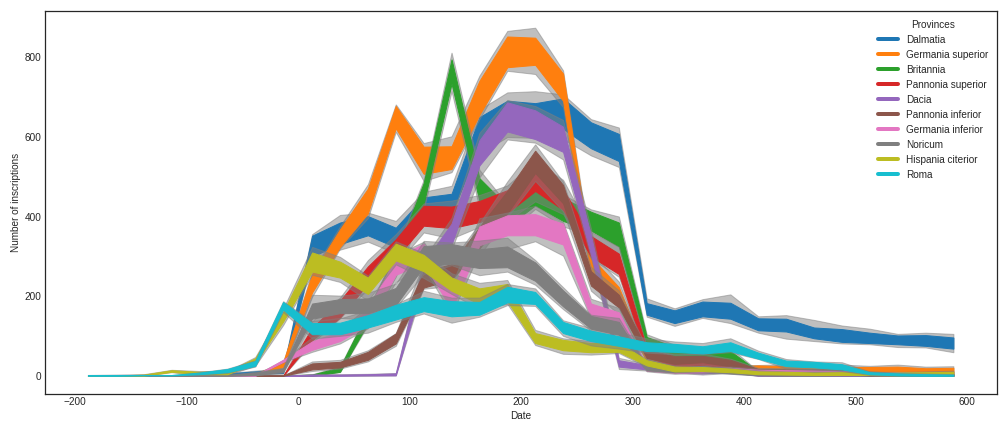 Provinces
Dalmatia
Germania superior
Britannia
Pannonia superior
Dacia
Pannonia inferior
Germania inferior
Noricum
Hispania citerior
Roma
Number of inscriptions
800
600
400
200
0
−200 −100 0 100 200 300 400 500 600
Date